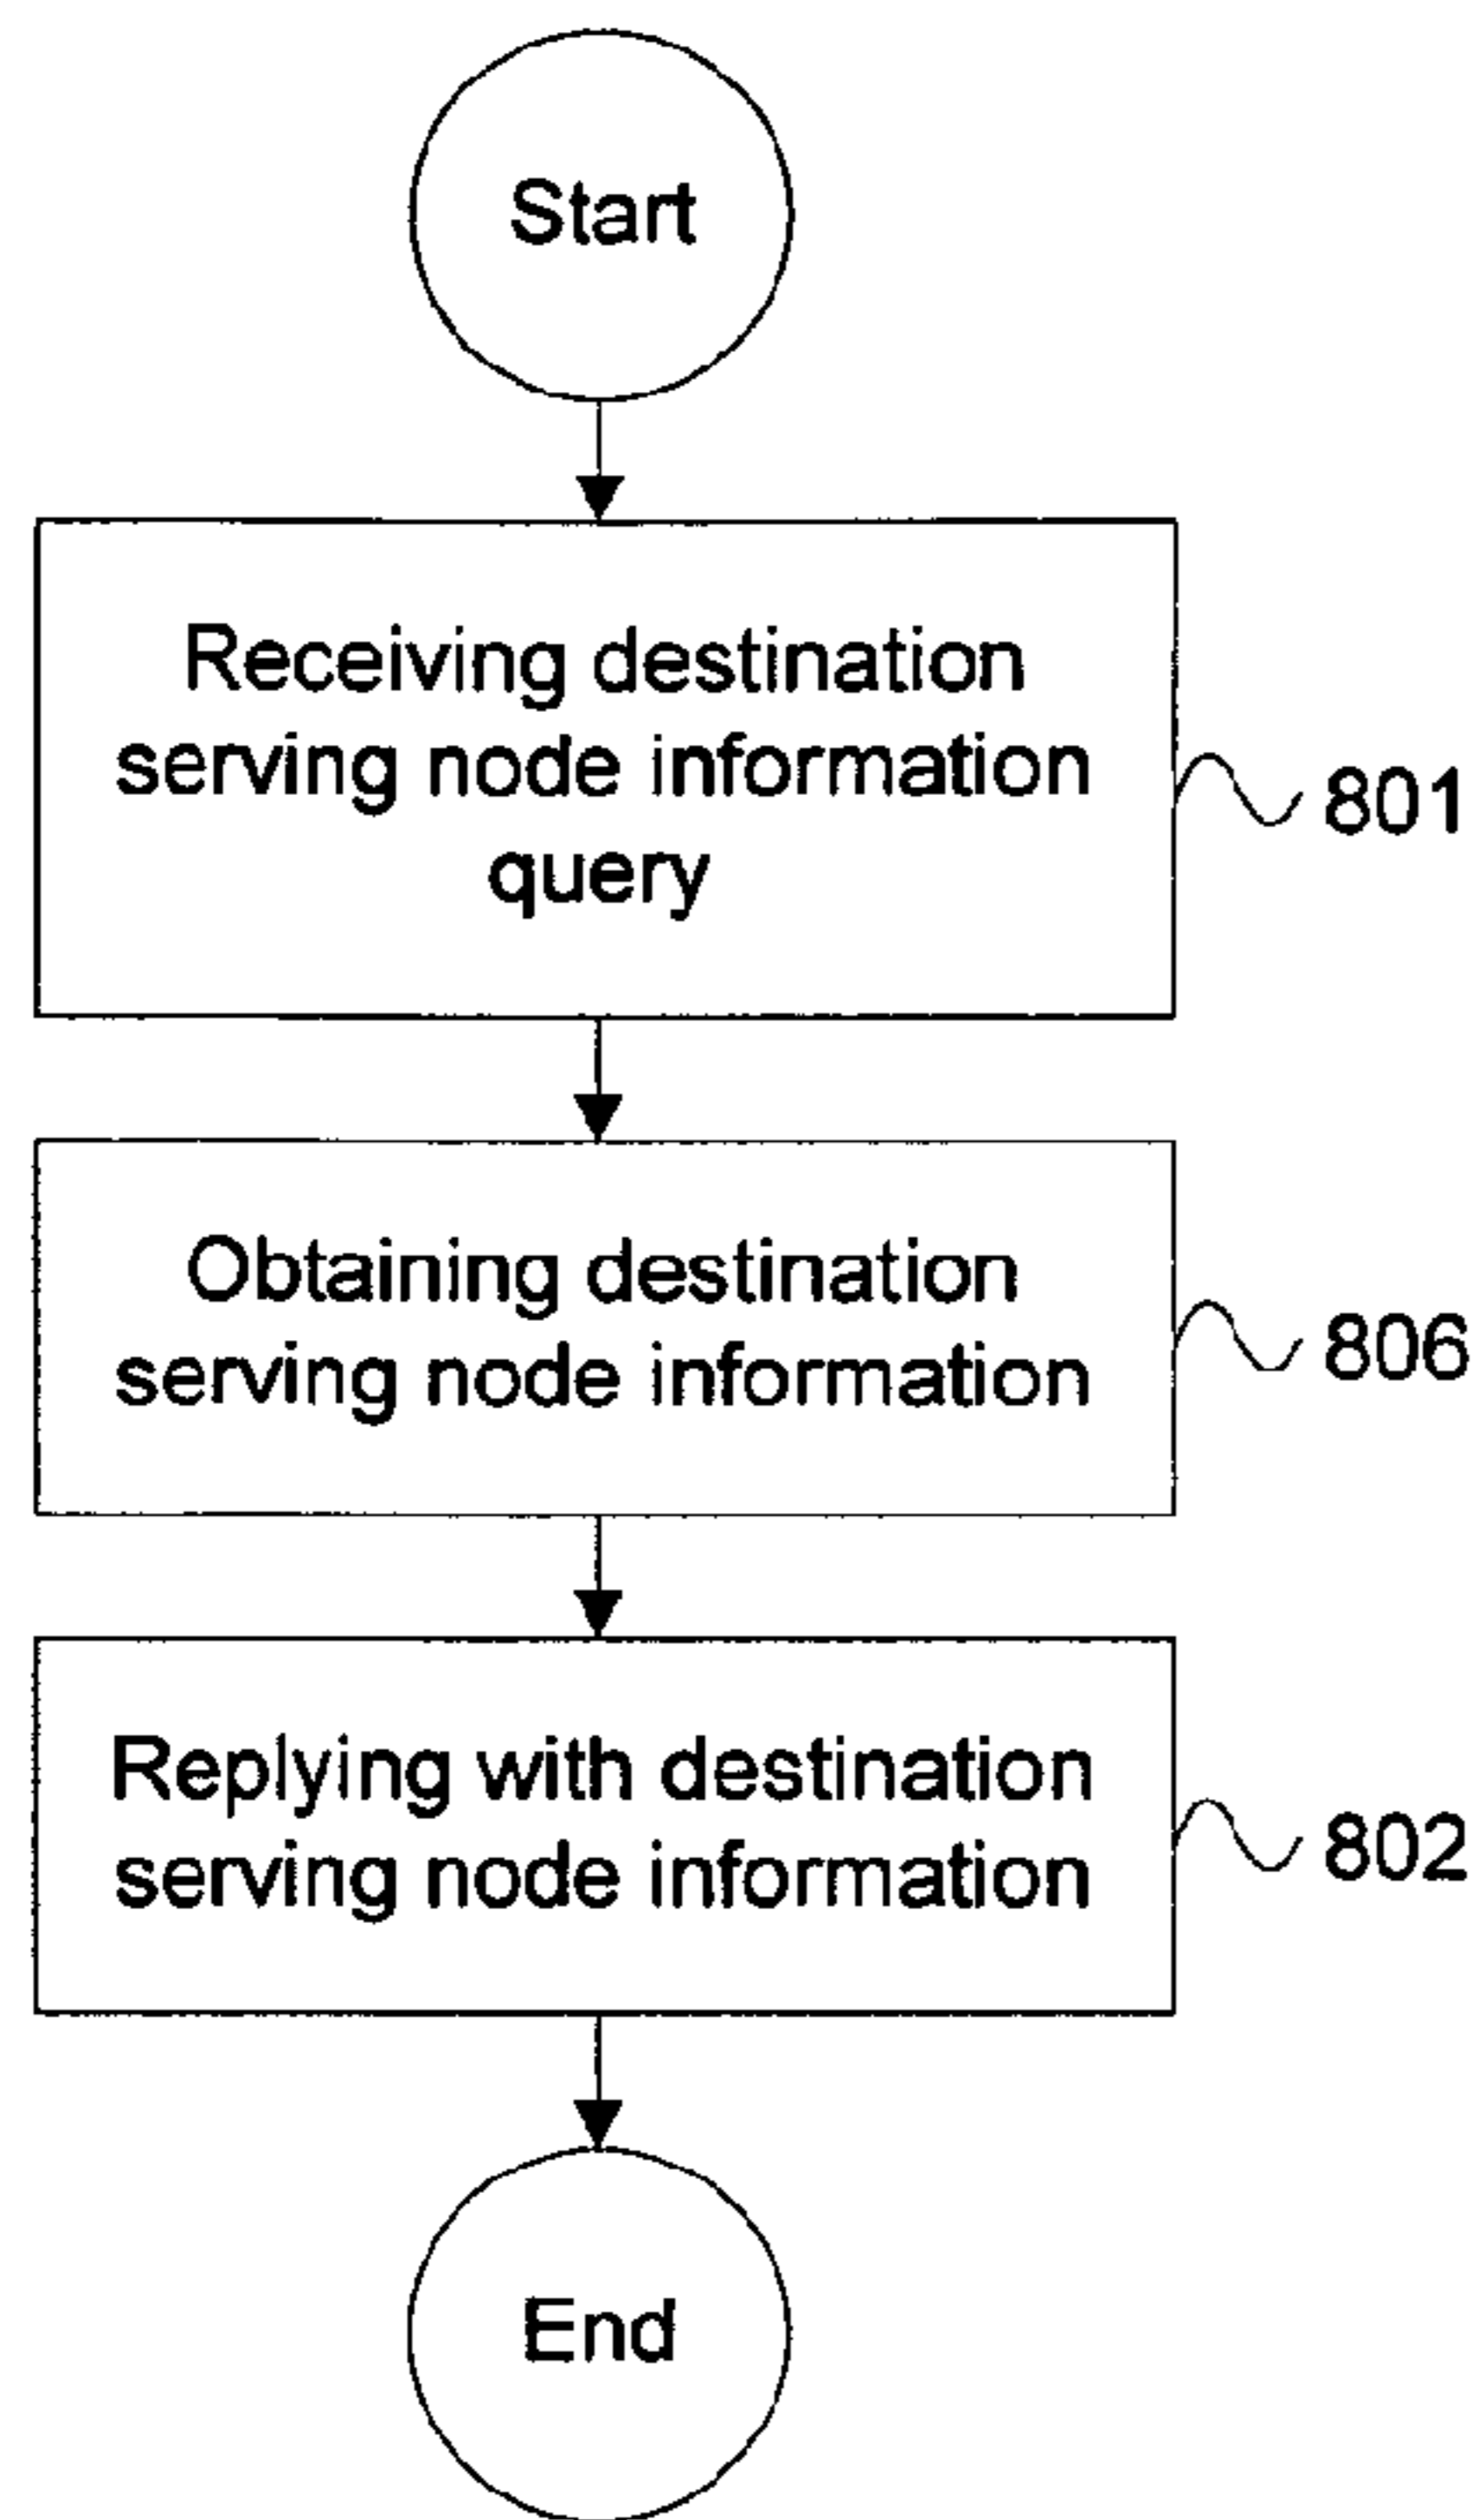 Start
Receiving destination
serving node information
query
801
Obtaining destination
serving node information
806
Replying with destination
serving node information
802
End